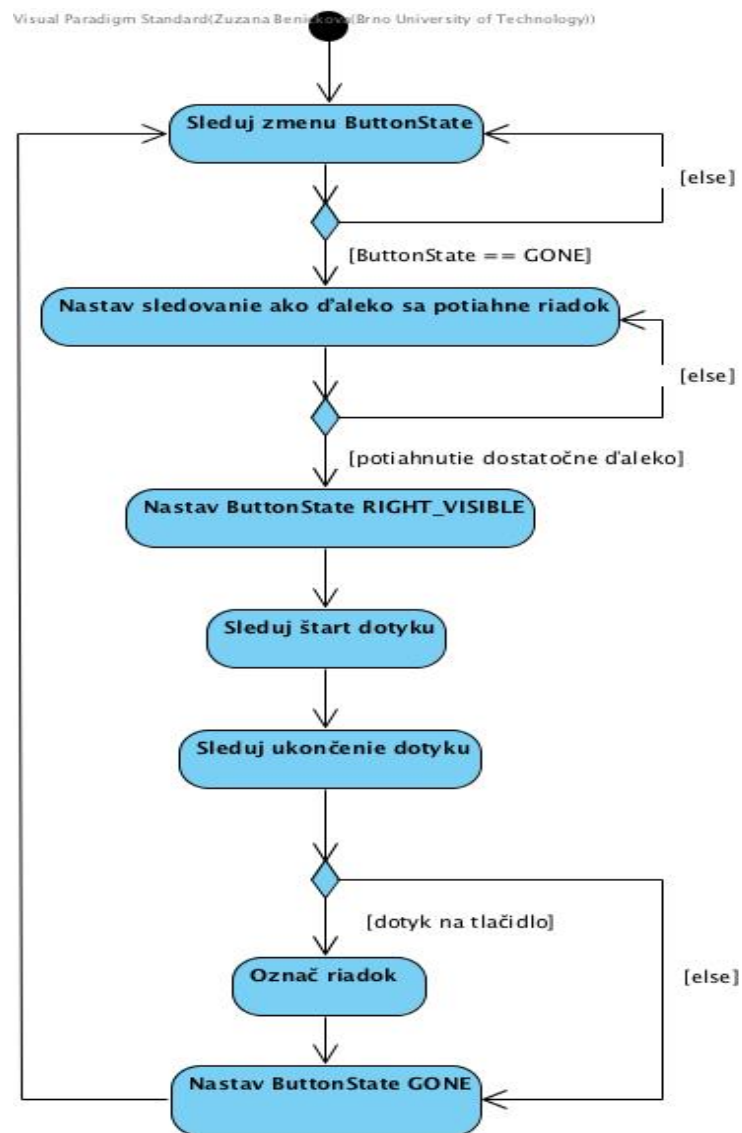 Visual Paradigm Standard(Zuzana Benickova(Brno University of Technology))
Sleduj zmenu ButtonState
[else]
[ButtonState == GONE]
Nastav sledovanie ako ďaleko sa potiahne riadok
[else]
[potiahnutie dostatočne ďaleko]
Nastav ButtonState RIGHT_VISIBLE
Sleduj štart dotyku
Sleduj ukončenie dotyku
[dotyk na tlačidlo]
Označ riadok
[else]
Nastav ButtonState GONE